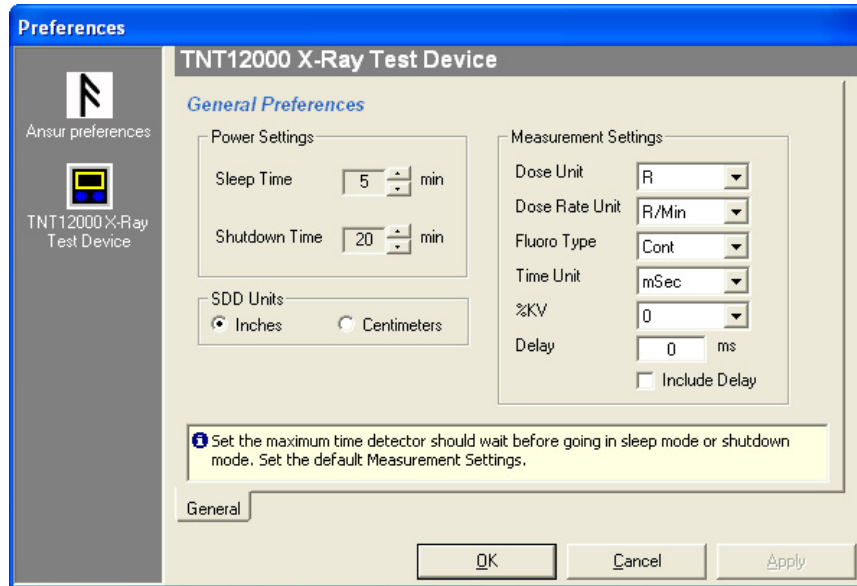 Preferences
Ansur preferences
TNT12000 X-Ray
Test Device
TNT12000 X-Ray Test Device
General Preferences
Power Settings
Sleep Time 5 min
Shutdown Time 20 min
SDD Units
Inches Centimeters
Measurement Settings
Dose Unit R
Dose Rate Unit R/Min
Fluoro Type Cont
Time Unit mSec
%KV 0
Delay 0 ms
Include Delay
Set the maximum time detector should wait before going in sleep mode or shutdown
mode. Set the default Measurement Settings.
General
OK Cancel Apply